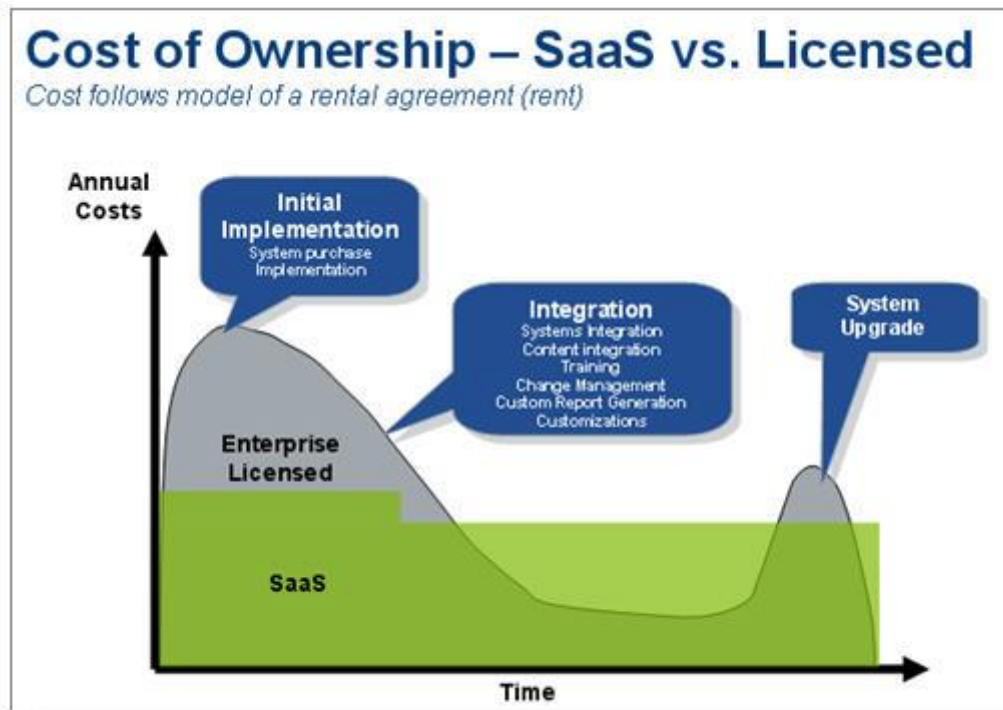 Cost of Ownership – SaaS vs. Licensed
Cost follows model of a rental agreement (rent)
Annual
Costs
Initial
Implementation
System purchase
Implementation
Integration
Systems Integration
Content integration
Training
Change Management
Custom Report Generation
Customizations
System
Upgrade
Enterprise
Licensed
SaaS
Time